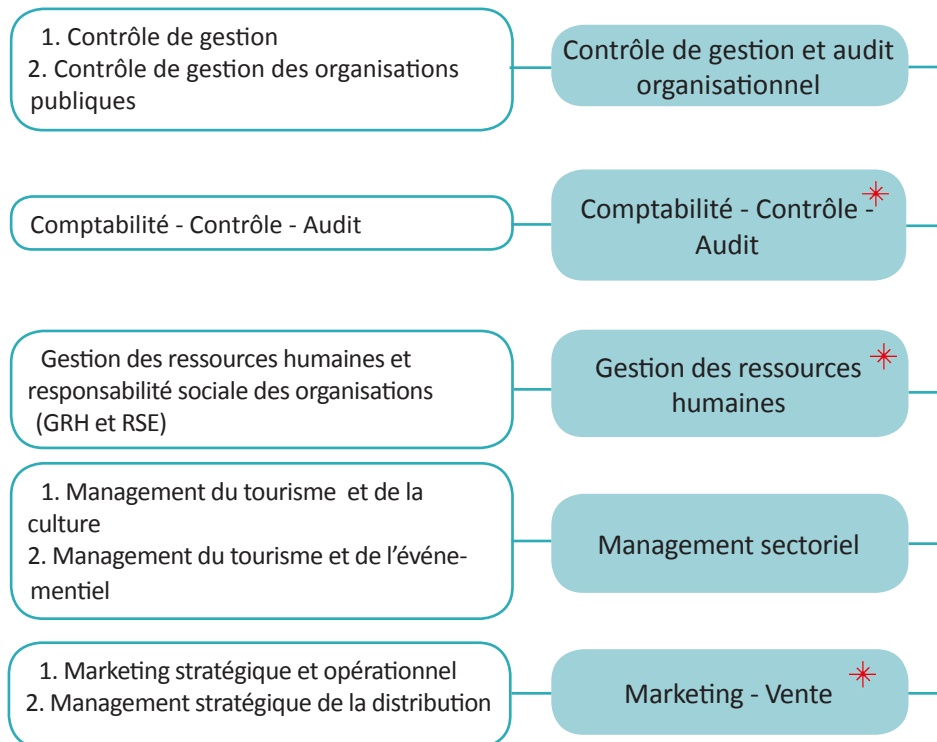 1. Contrôle de gestion
2. Contrôle de gestion des organisations
publiques
Contrôle de gestion et audit
organisationnel
Comptabilité - Contrôle - Audit
Comptabilité - Contrôle -
Audit
Gestion des ressources humaines et
responsabilité sociale des organisations
(GRH et RSE)
Gestion des ressources
humaines
1. Management du tourisme et de la
culture
2. Management du tourisme et de l'événe-
mentiel
Management sectoriel
1. Marketing stratégique et opérationnel
2. Management stratégique de la distribution
Marketing - Vente